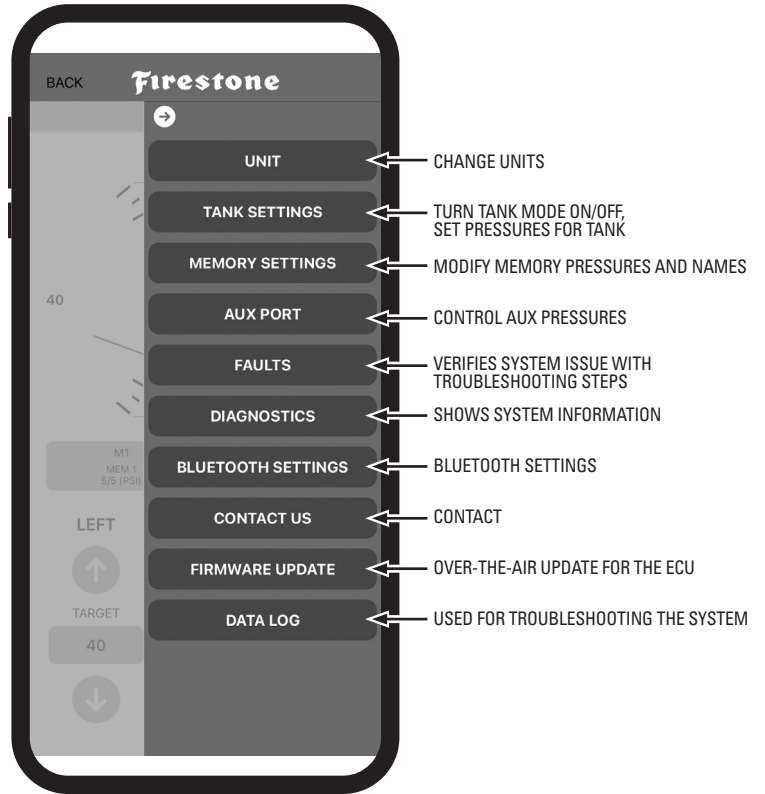 BACK
Firestone
UNIT
CHANGE UNITS
TANK SETTINGS
TURN TANK MODE ON/OFF,
SET PRESSURES FOR TANK
MEMORY SETTINGS
MODIFY MEMORY PRESSURES AND NAMES
40
AUX PORT
CONTROL AUX PRESSURES
FAULTS
VERIFIES SYSTEM ISSUE WITH
TROUBLESHOOTING STEPS
DIAGNOSTICS
SHOWS SYSTEM INFORMATION
M1
MEM 1
5/5 (PSI)
BLUETOOTH SETTINGS
BLUETOOTH SETTINGS
LEFT
CONTACT US
CONTACT
FIRMWARE UPDATE
OVER-THE-AIR UPDATE FOR THE ECU
TARGET
40
DATA LOG
USED FOR TROUBLESHOOTING THE SYSTEM